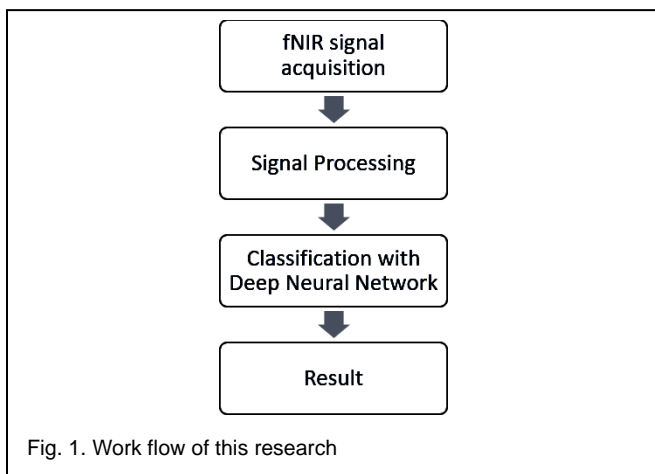 fNIR signal
acquisition
Signal Processing
Classification with
Deep Neural Network
Result
Fig. 1. Work flow of this research